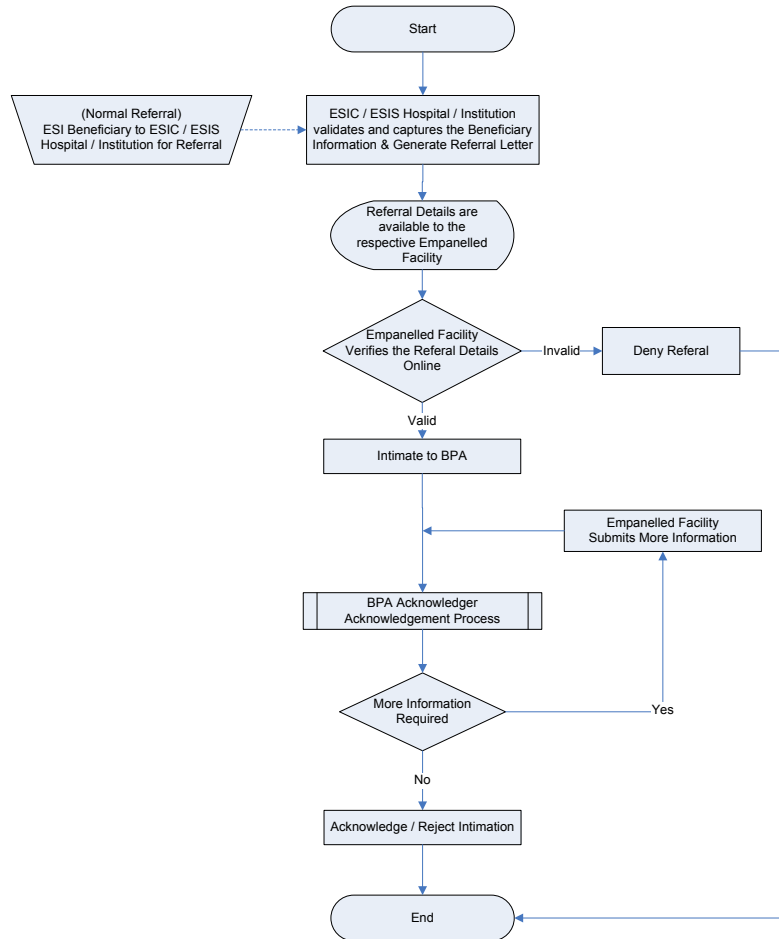 Start
(Normal Referral)
ESI Beneficiary to ESIC / ESIS
Hospital / Institution for Referral
ESIC / ESIS Hospital / Institution
validates and captures the Beneficiary
Information & Generate Referral Letter
Referral Details are
available to the
respective Empanelled
Facility
Empanelled Facility
Verifies the Referal Details
Online
Invalid
Deny Referral
Valid
Intimate to BPA
Empanelled Facility
Submits More Information
BPA Acknowledger
Acknowledgement Process
More Information
Required
Yes
No
Acknowledge / Reject Intimation
End